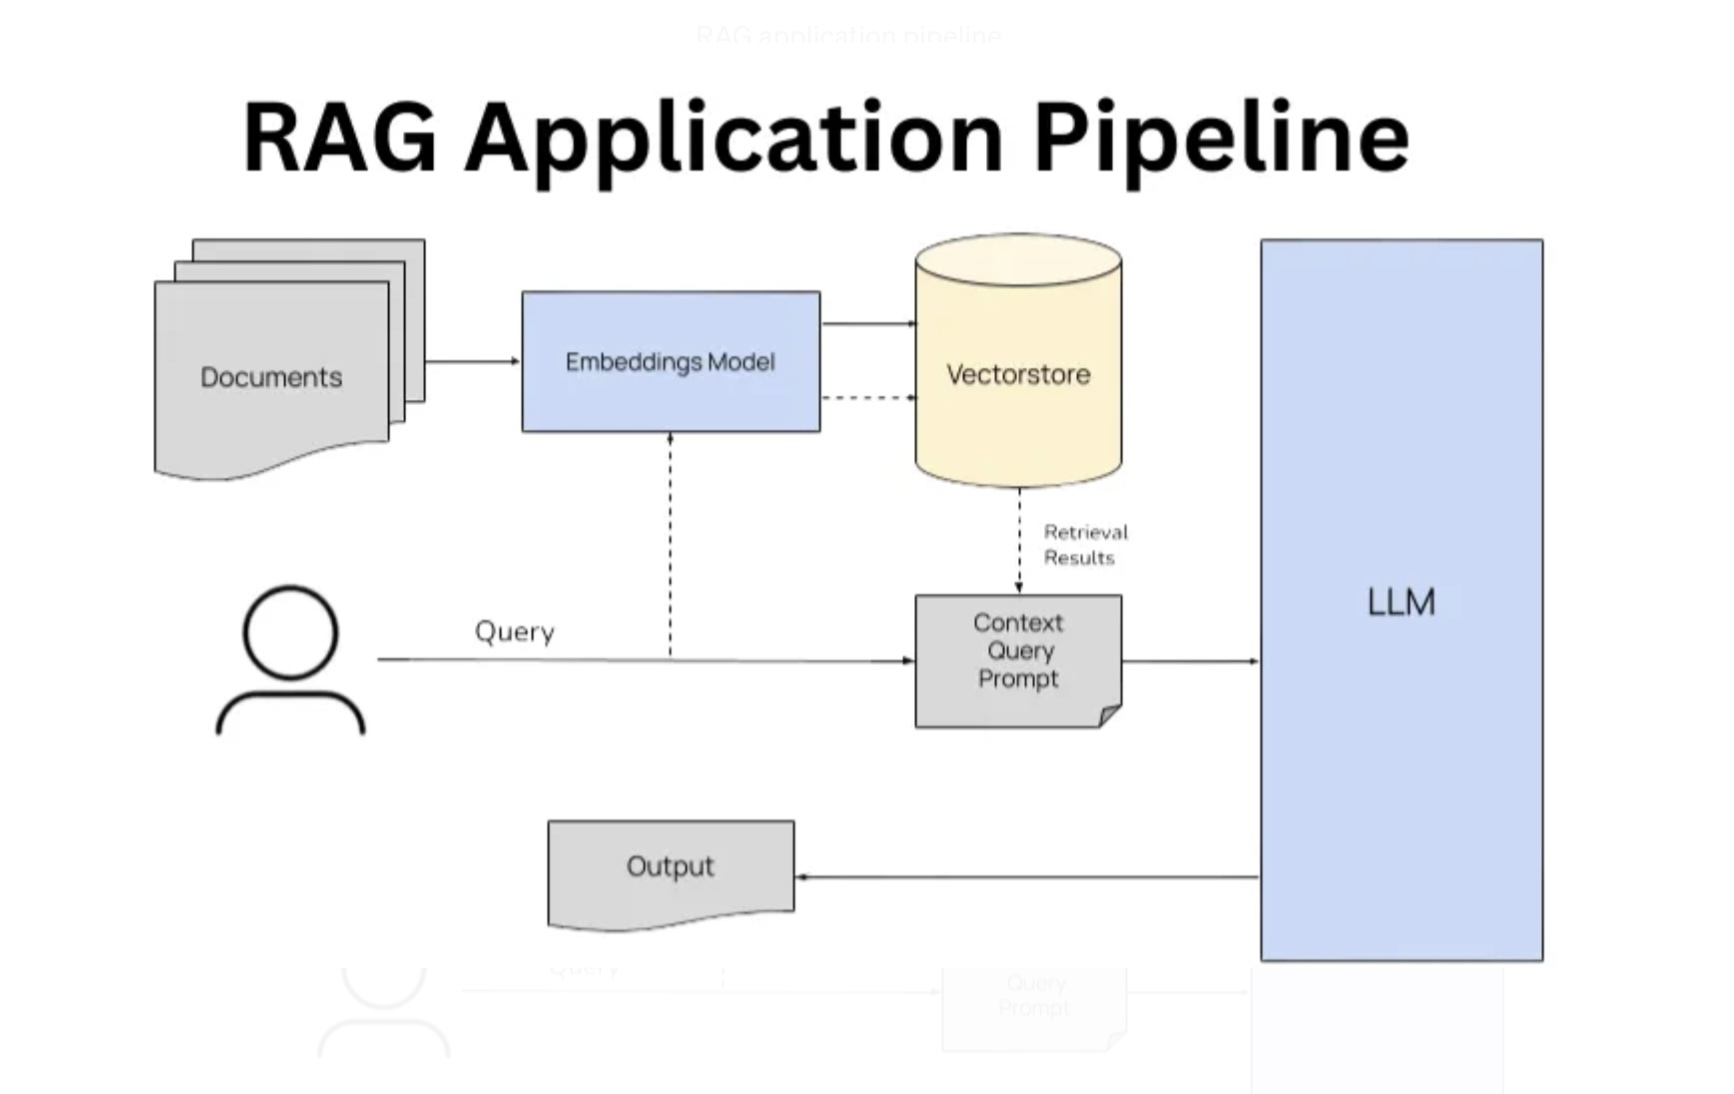 RAG application pipeline
RAG Application Pipeline
Documents
Embeddings Model
Vectorstore
Retrieval
Results
Query
Context
Query
Prompt
LLM
Output
Query
Query
Prompt